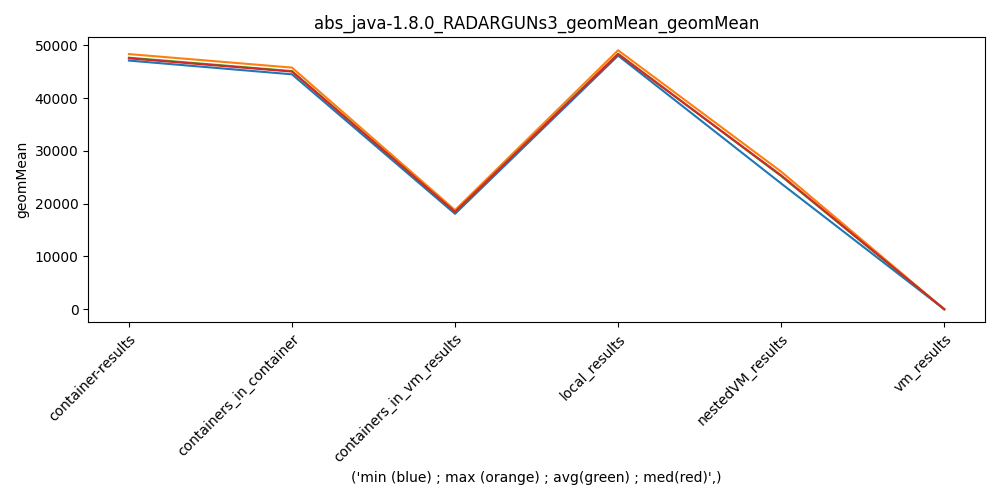 abs_java-1.8.0_RADARGUNs3_geomMean_geomMean
geomMean
50000
40000
30000
20000
10000
0
container-results
containers_in_container
containers_in_vm_results
local_results
nestedVM_results
vm_results
('min (blue) ; max (orange) ; avg(green) ; med(red)',)